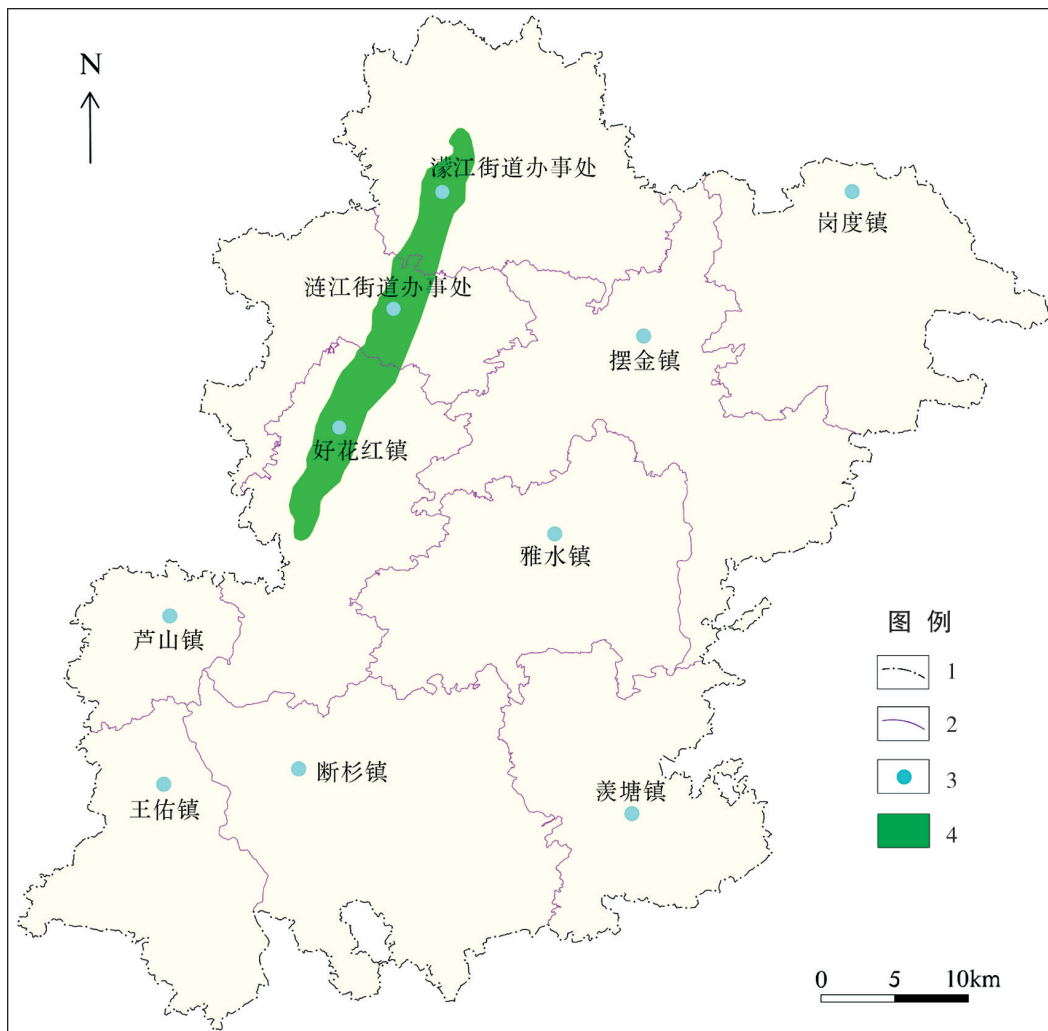 N
濛江街道办事处
岗度镇
涟江街道办事处
摆金镇
好花红镇
雅水镇
芦山镇
断杉镇
王佑镇
羡塘镇
图 例
1
2
3
4
0 5 10km